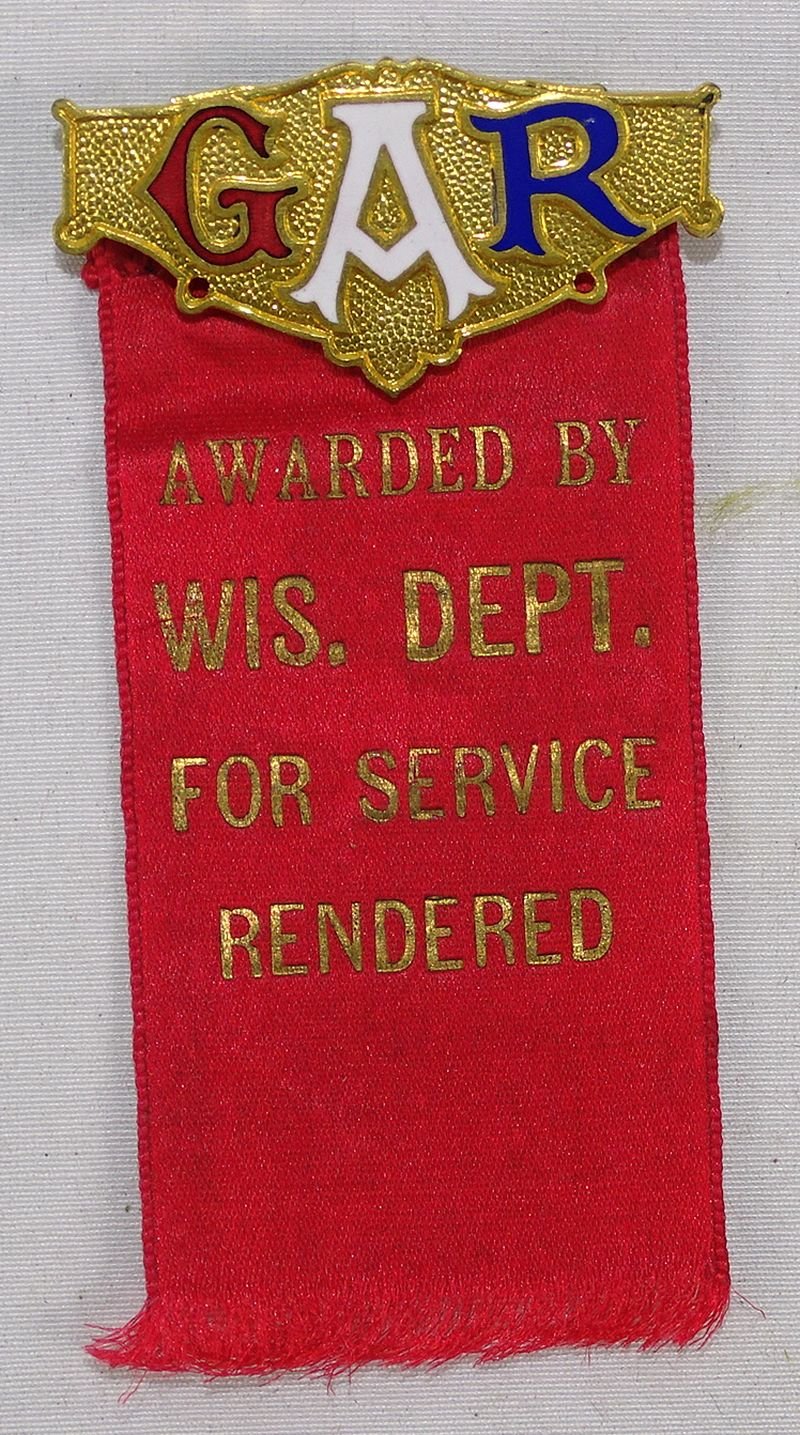 GAR
AWARDED BY
WIS. DEPT.
FOR SERVICE
RENDERED